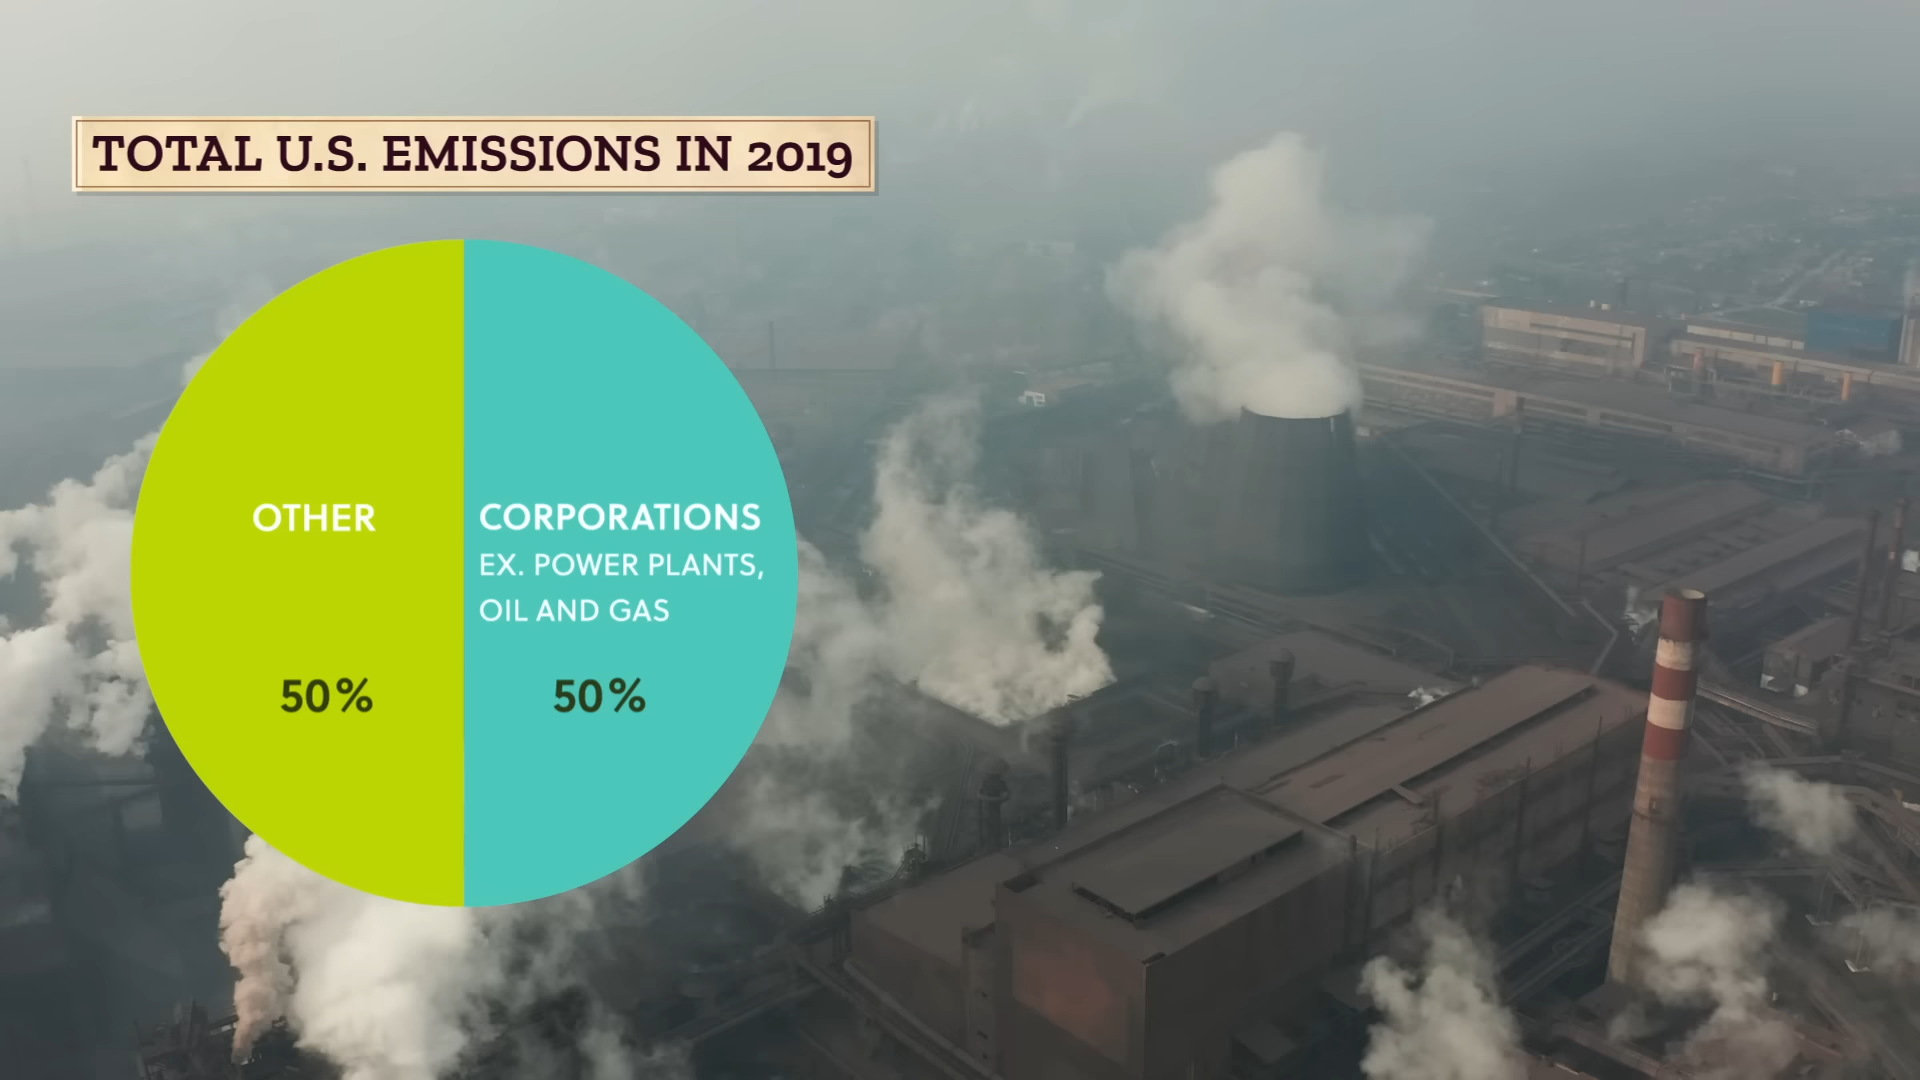 TOTAL U.S. EMISSIONS IN 2019
OTHER
50%
CORPORATIONS
EX. POWER PLANTS,
OIL AND GAS
50%